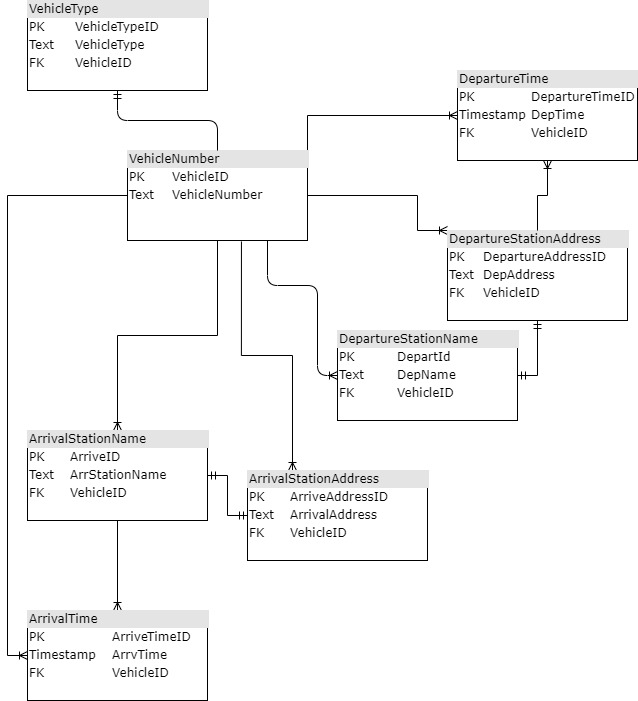 VehicleType
PK VehicleTypeID
Text VehicleType
FK VehicleID
DepartureTime
PK DepartureTimeID
Timestamp DepTime
FK VehicleID
VehicleNumber
PK VehicleID
Text VehicleNumber
DepartureStationAddress
PK DepartureAddressID
Text DepAddress
FK VehicleID
DepartureStationName
PK DepartId
Text DepName
FK VehicleID
ArrivalStationName
PK ArriveID
Text ArrStationName
FK VehicleID
ArrivalStationAddress
PK ArriveAddressID
Text ArrivalAddress
FK VehicleID
ArrivalTime
PK ArriveTimeID
Timestamp ArrvTime
FK VehicleID